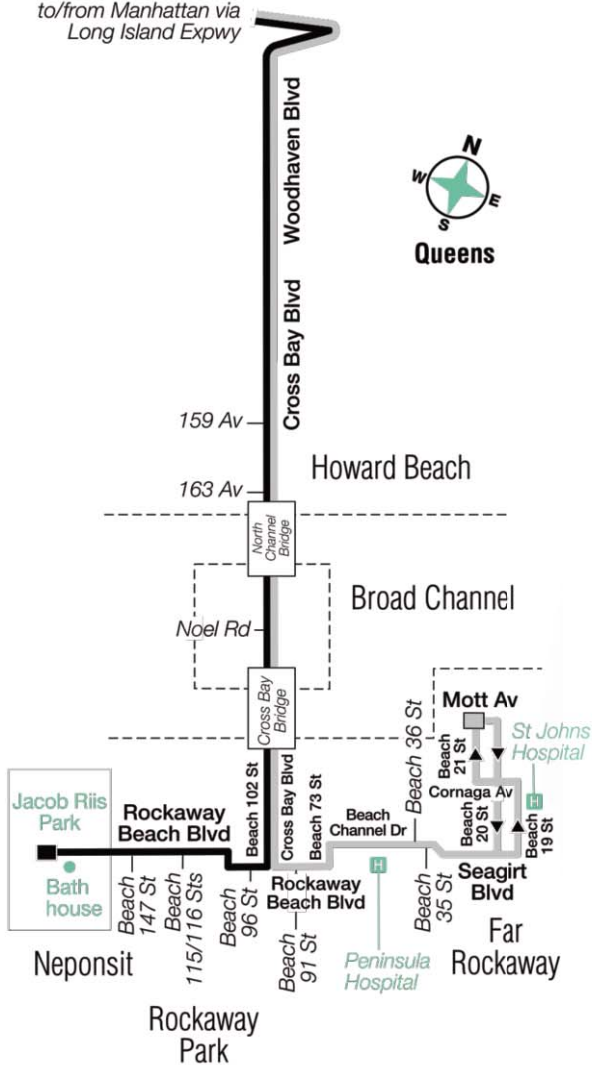 to/from Manhattan via
Long Island Expwy
Woodhaven Blvd
N
W
E
S
Queens
Cross Bay Blvd
159 Av
Howard Beach
163 Av
North
Channel
Bridge
Broad Channel
Noel Rd
Cross Bay
Bridge
Mott Av
St Johns
Hospital
Beach 36 St
Beach
21 St
Cornaga Av
Beach
20 St
Beach
19 St
Jacob Riis
Park
Bath
house
Rockaway
Beach Blvd
Beach 102 St
Cross Bay Blvd
Beach 73 St
Beach
Channel Dr
H
H
Rockaway
Beach Blvd
Seagirt
Blvd
Beach
147 St
Beach
115/116 Sts
Beach
96 St
Beach
91 St
Beach
35 St
Peninsula
Hospital
Far
Rockaway
Neponsit
Rockaway
Park